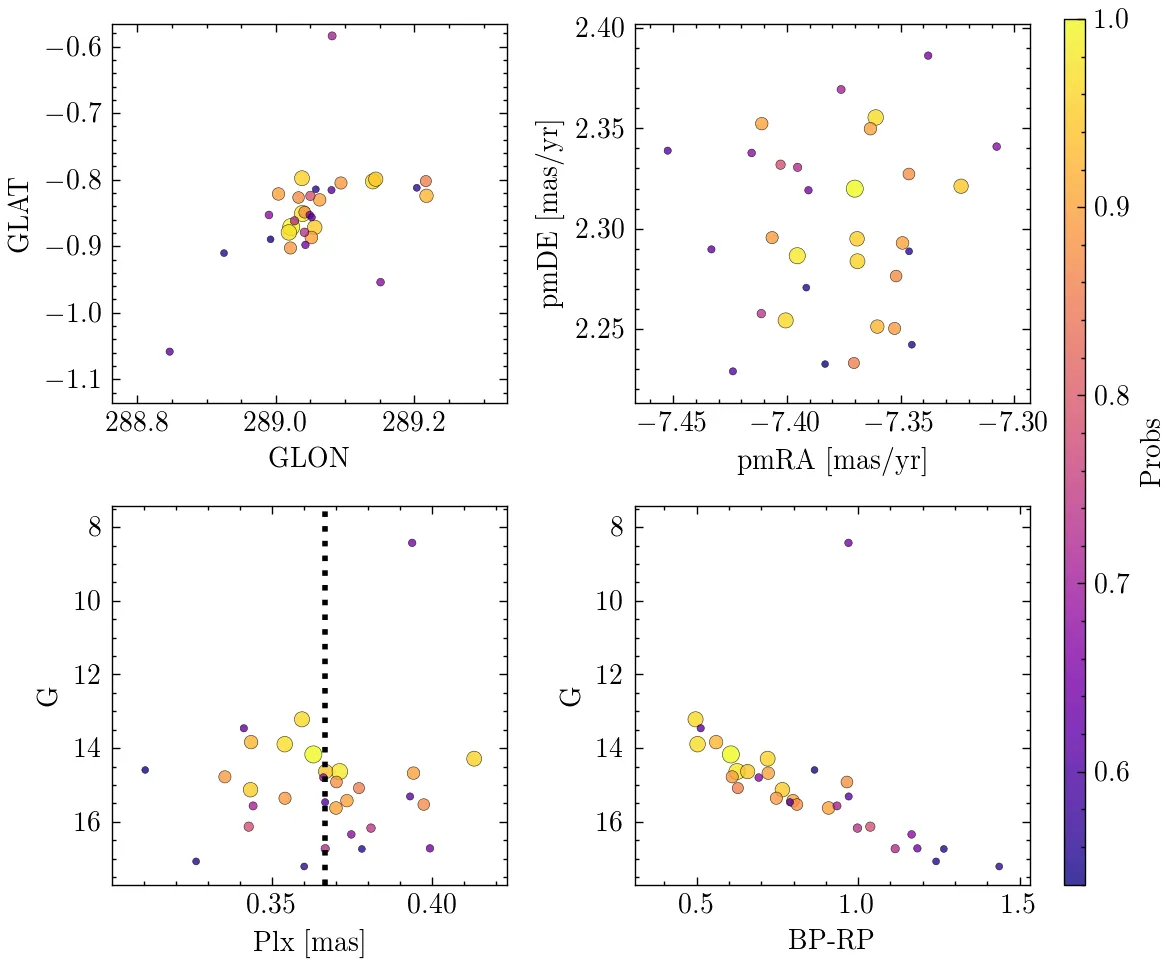 −0.6
−0.7
−0.8
−0.9
−1.0
−1.1
GLAT
288.8 289.0 289.2
GLON
2.40
2.35
2.30
2.25
pmDE [mas/yr]
−7.45 −7.40 −7.35 −7.30
pmRA [mas/yr]
8
10
12
14
16
G
0.35 0.40
Plx [mas]
8
10
12
14
16
G
0.5 1.0 1.5
BP-RP
1.0
0.9
0.8
0.7
0.6
Probs